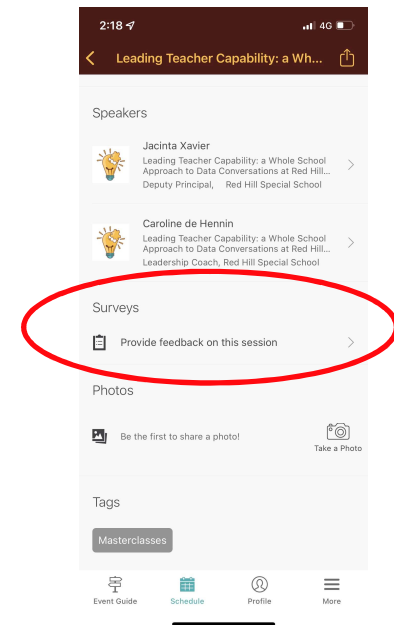 2:18
4G
Leading Teacher Capability: a Wh...
Speakers
Jacinta Xavier
Leading Teacher Capability: a Whole School
Approach to Data Conversations at Red Hill...
Deputy Principal, Red Hill Special School
Caroline de Hennin
Leading Teacher Capability: a Whole School
Approach to Data Conversations at Red Hill...
Leadership Coach, Red Hill Special School
Surveys
Provide feedback on this session
Photos
Be the first to share a photo!
Take a Photo
Tags
Masterclasses
Event Guide
Schedule
Profile
More